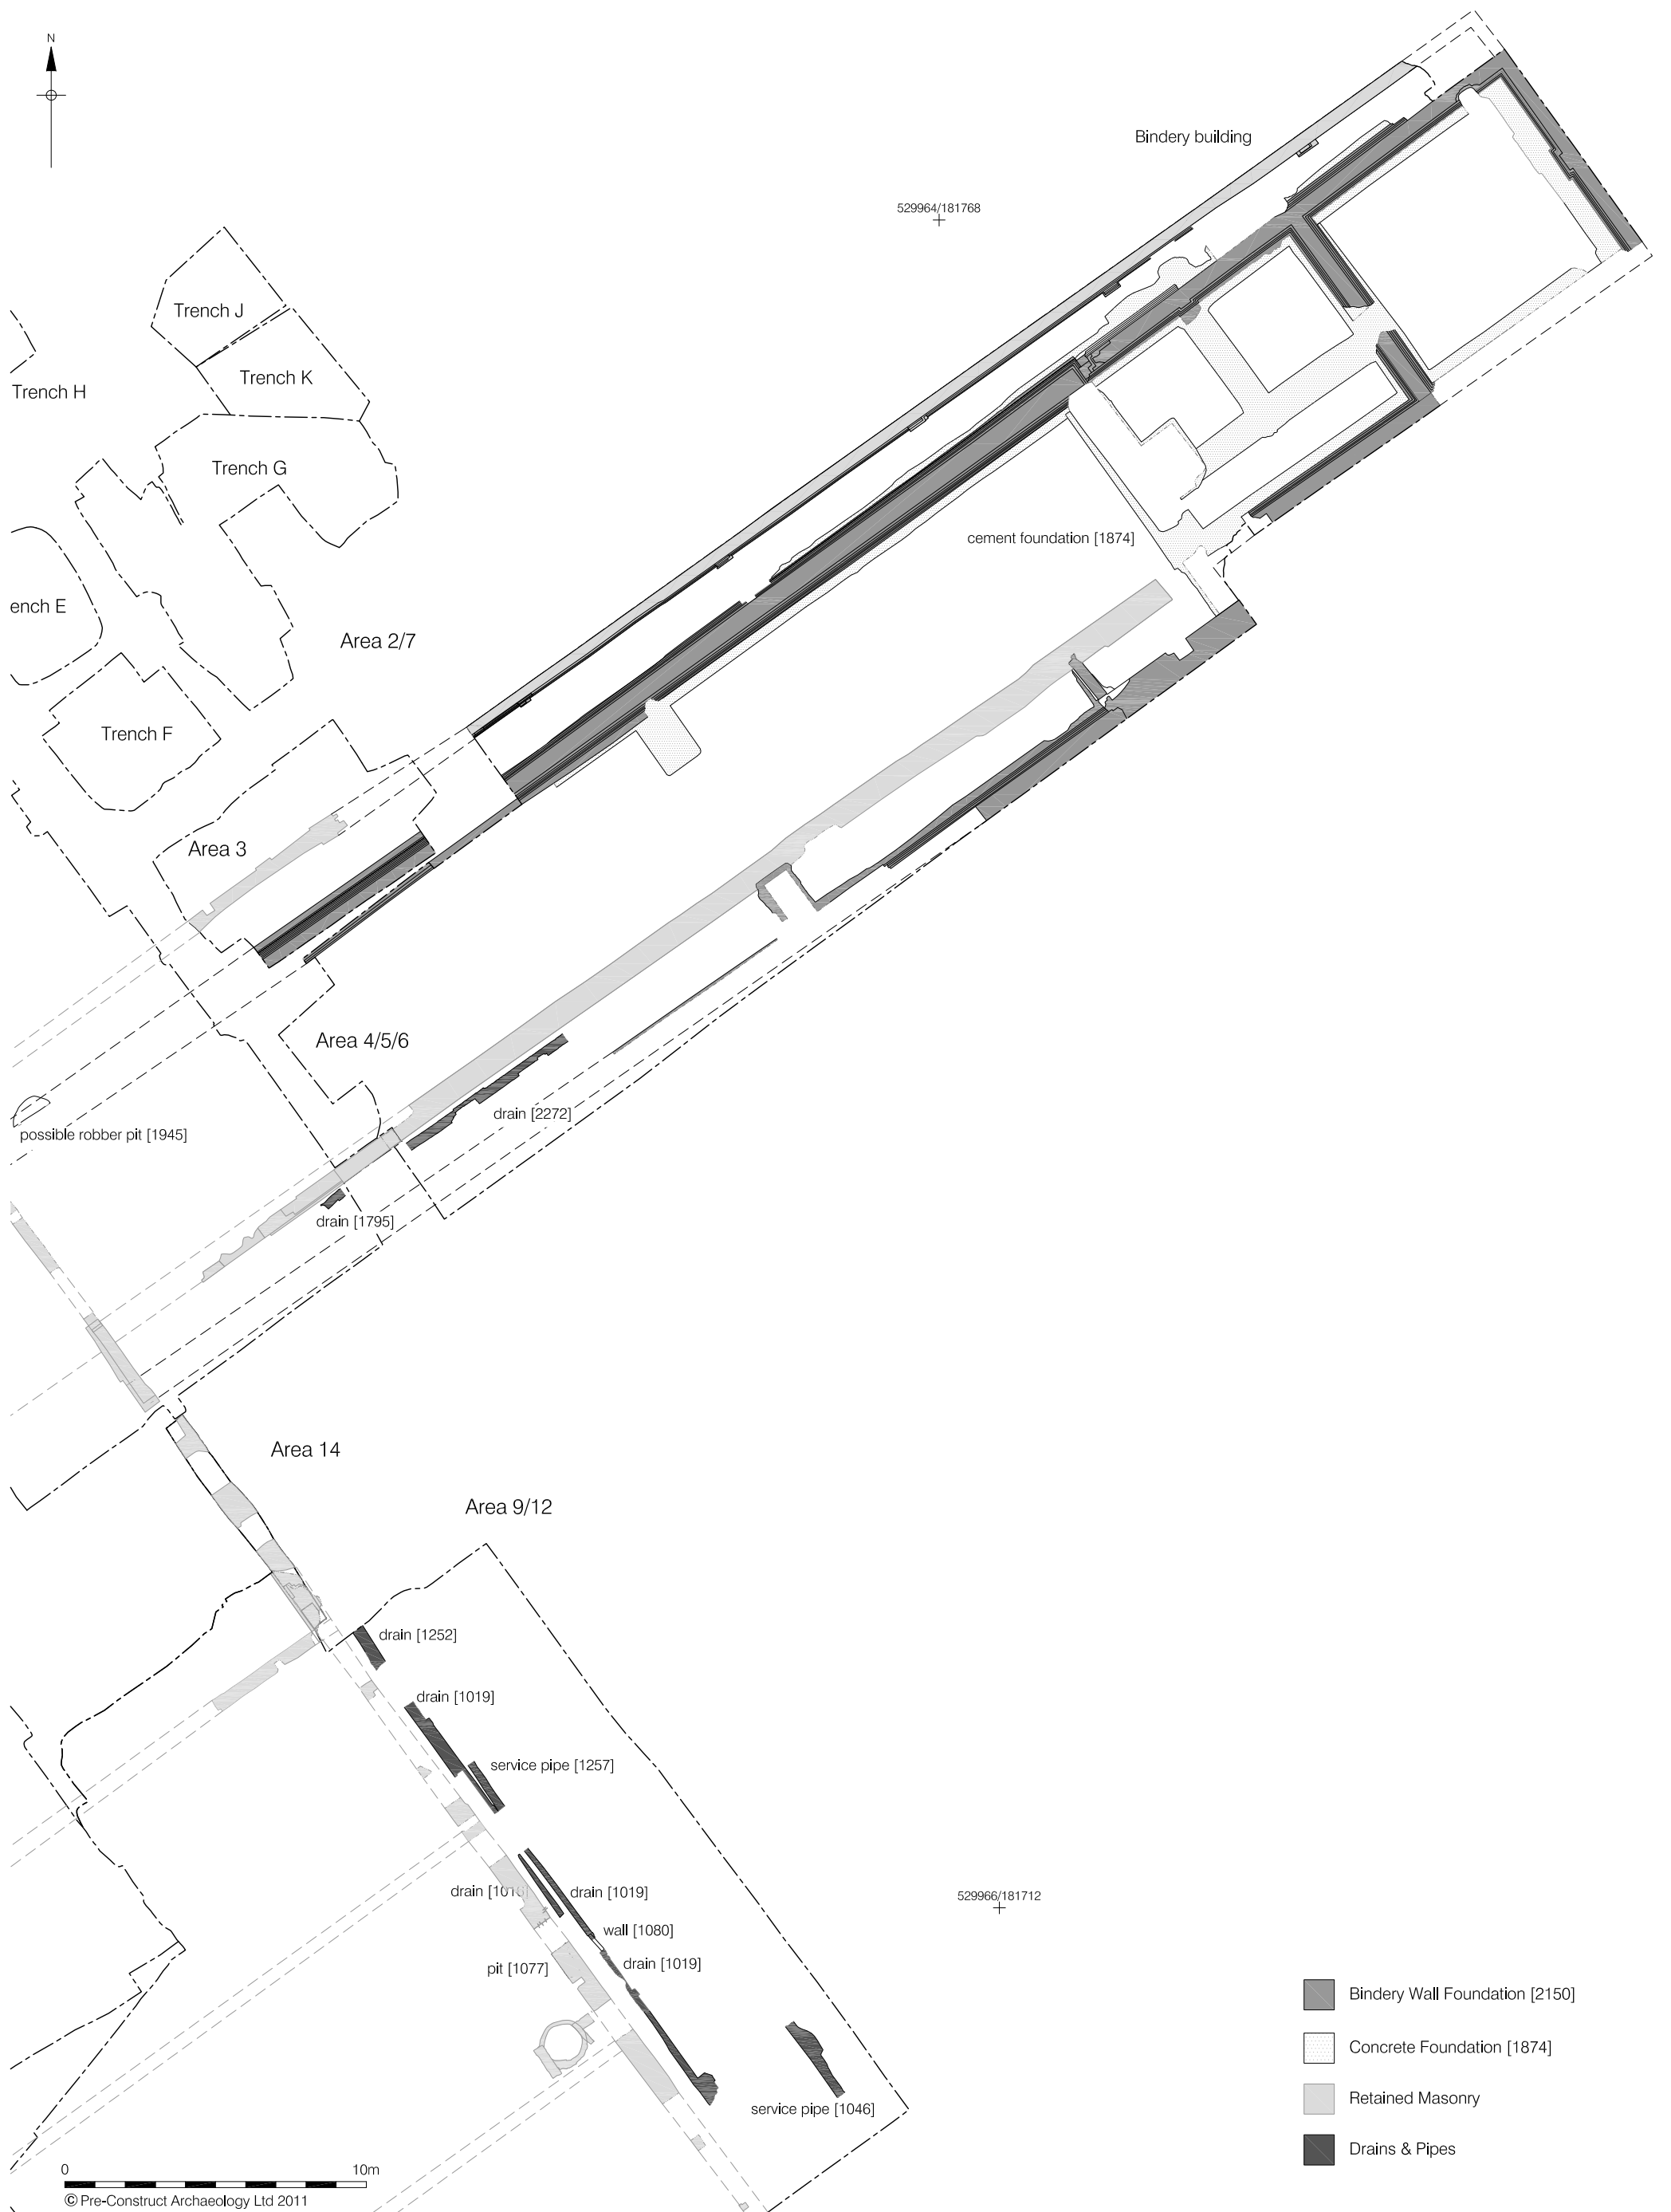 N
Bindery building
529964/181768
Trench J
Trench K
Trench H
Trench G
cement foundation [1874]
ench E
Area 2/7
Trench F
Area 3
Area 4/5/6
drain [2272]
possible robber pit [1945]
drain [1795]
Area 14
Area 9/12
drain [1252]
drain [1019]
service pipe [1257]
drain [1016]
drain [1019]
529966/181712
wall [1080]
drain [1019]
pit [1077]
Bindery Wall Foundation [2150]
Concrete Foundation [1874]
Retained Masonry
service pipe [1046]
Drains & Pipes
0 10m
© Pre-Construct Archaeology Ltd 2011